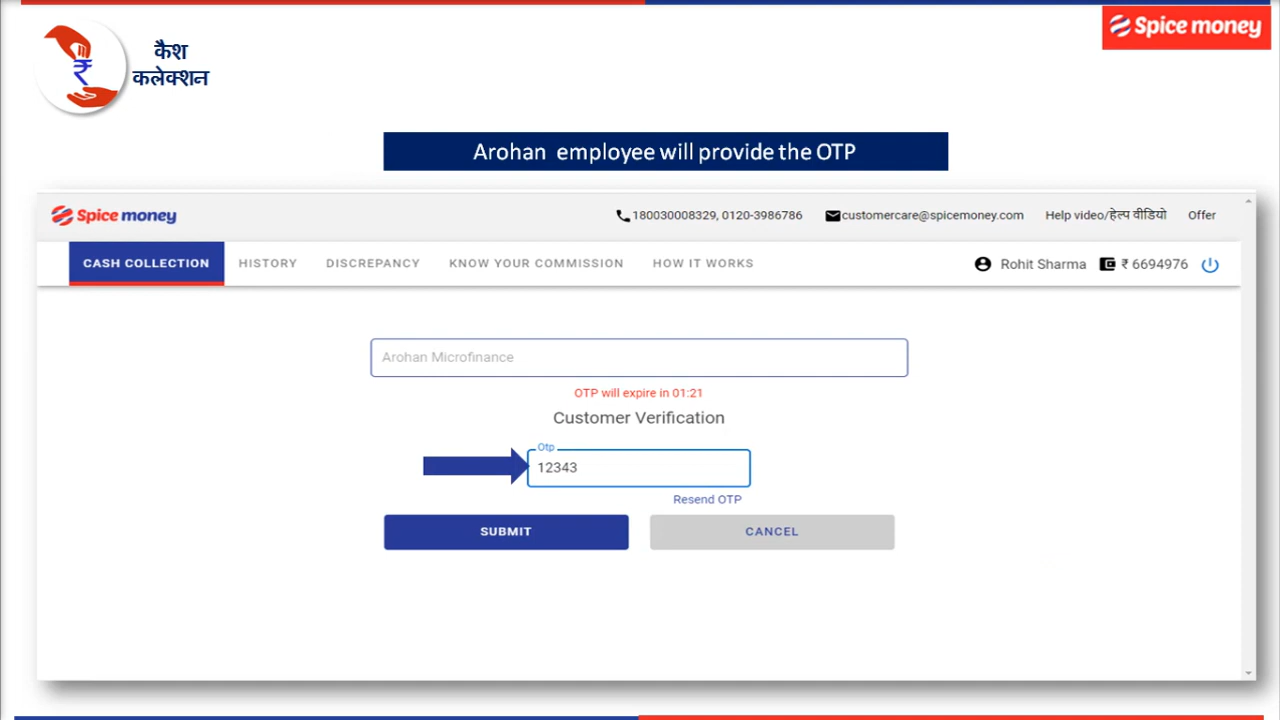 Spice money
कैश
कलेक्शन
Arohan employee will provide the OTP
Spice money 180030008329, 0120-3986786 customercare@spicemoney.com Help video/हेल्प वीडियो Offer
CASH COLLECTION HISTORY DISCREPANCY KNOW YOUR COMMISSION HOW IT WORKS Rohit Sharma ₹ 6694976
Arohan Microfinance
OTP will expire in 01:21
Customer Verification
Otp
12343
Resend OTP
SUBMIT CANCEL